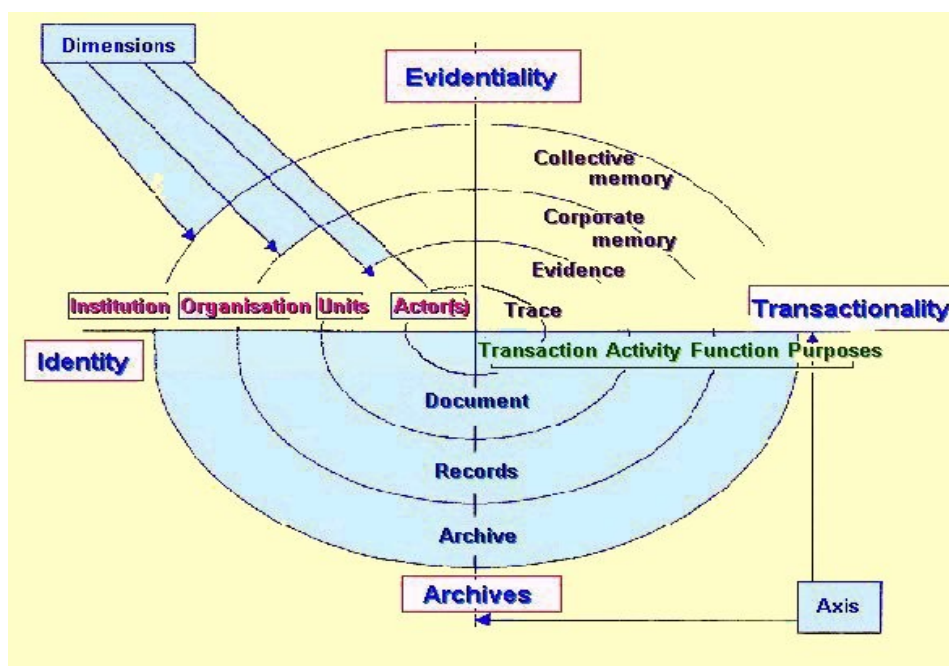 Dimensions
Evidentiality
Collective
memory
Corporate
memory
Evidence
Institution Organisation Units Actor(s) Trace Transactionality
Identity
Transaction Activity Function Purposes
Document
Records
Archive
Archives
Axis